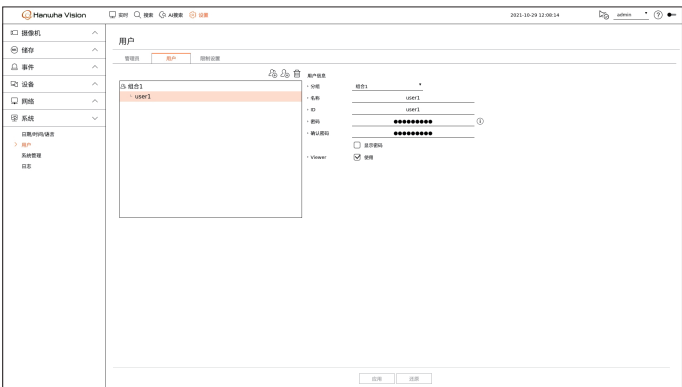 Hanwha Vision
实时 搜索 AI搜索 设置
2021-10-29 12:08:14
admin
摄像机
储存
事件
设备
网络
系统
日期/时间/语言
用户
系统管理
日志
用户
管理员 用户 限制设置
组合1
user1
用户信息
分组 组合1
名称 user1
ID user1
密码 ●●●●●●●●●
确认密码 ●●●●●●●●●
显示密码
Viewer 使用
应用 还原